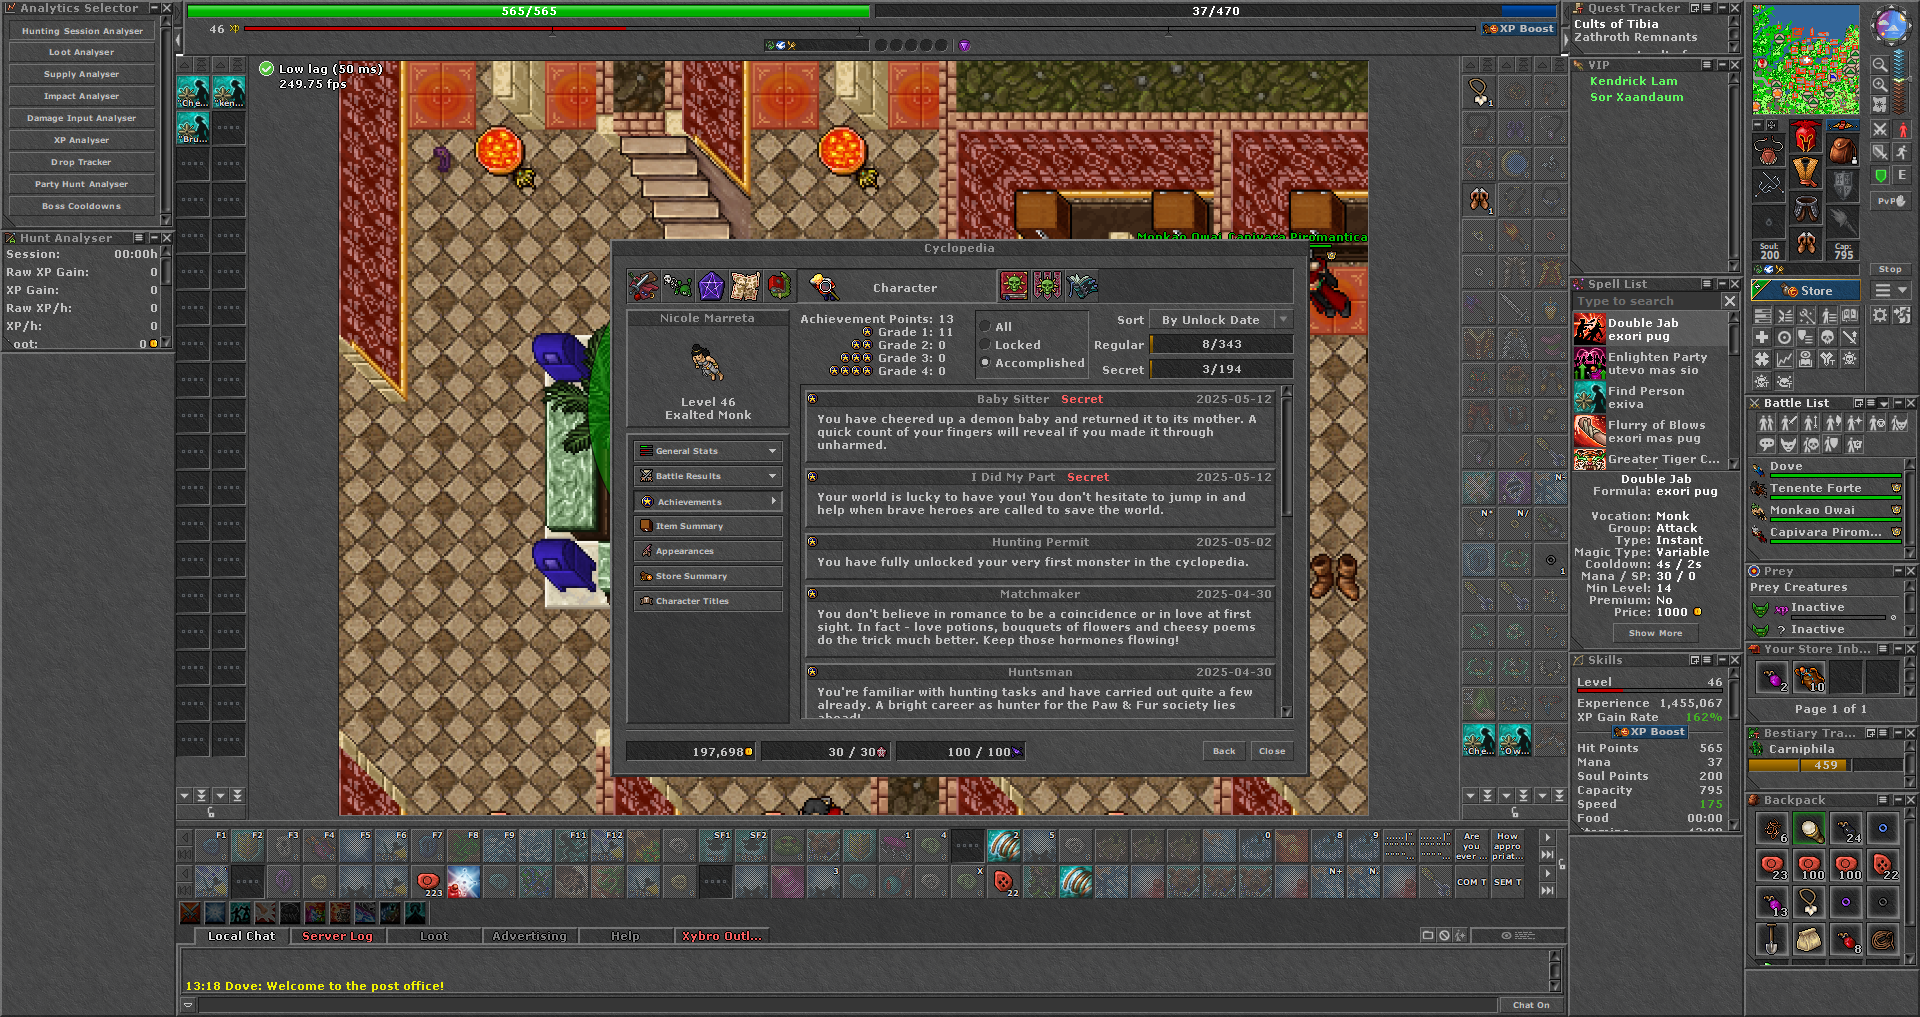 Analytics Selector
Hunting Session Analyser
Loot Analyser
Supply Analyser
Impact Analyser
Damage Input Analyser
XP Analyser
Drop Tracker
Party Hunt Analyser
Boss Cooldowns
Hunt Analyser
Session: 00:00h
Raw XP Gain: 0
XP Gain: 0
Raw XP/h: 0
XP/h: 0
oot: 0
565/565
37/470
46 XP
XP Boost
Low lag (50 ms)
249.75 fps
Che...
ken...
Bru...
Monkao Owai Capivara Piromantica
Cyclopedia
Character
Nicole Marreta
Level 46
Exalted Monk
General Stats
Battle Results
Achievements
Item Summary
Appearances
Store Summary
Character Titles
Achievement Points: 13
Grade 1: 11
Grade 2: 0
Grade 3: 0
Grade 4: 0
All
Locked
Accomplished
Sort By Unlock Date
Regular 8/343
Secret 3/194
Baby Sitter Secret 2025-05-12
You have cheered up a demon baby and returned it to its mother. A
quick count of your fingers will reveal if you made it through
unharmed.
I Did My Part Secret 2025-05-12
Your world is lucky to have you! You don't hesitate to jump in and
help when brave heroes are called to save the world.
Hunting Permit 2025-05-02
You have fully unlocked your very first monster in the cyclopedia.
Matchmaker 2025-04-30
You don't believe in romance to be a coincidence or in love at first
sight. In fact - love potions, bouquets of flowers and cheesy poems
do the trick much better. Keep those hormones flowing!
Huntsman 2025-04-30
You're familiar with hunting tasks and have carried out quite a few
already. A bright career as hunter for the Paw & Fur society lies
ahead!
197,698
30 / 30
100 / 100
Back
Close
1
1
N*
N/
1
Che...
Ow...
F1 F2 F3 F4 F5 F6 F7 F8 F9 F11 F12 SF1 SF2 1 4 2 5 0 8 9
Are you ever ...
How appro priat...
223
3
X
22
N+
N.
COM T
SEM T
Local Chat
Server Log
Loot
Advertising
Help
Xybro Outl...
13:18 Dove: Welcome to the post office!
Chat On
Quest Tracker
Cults of Tibia
Zathroth Remnants
VIP
Kendrick Lam
Sor Xaandaum
Spell List
Type to search
Double Jab
exori pug
Enlighten Party
utevo mas sio
Find Person
exiva
Flurry of Blows
exori mas pug
Greater Tiger C...
Double Jab
Formula: exori pug
Vocation: Monk
Group: Attack
Type: Instant
Magic Type: Variable
Cooldown: 4s / 2s
Mana / SP: 30 / 0
Min Level: 14
Premium: No
Price: 1000
Show More
Skills
Level 46
Experience 1,455,067
XP Gain Rate 162%
XP Boost
Hit Points 565
Mana 37
Soul Points 200
Capacity 795
Speed 175
Food 00:00
E
PvP
Soul: 200
Cap: 795
Stop
Store
Battle List
Dove
Tenente Forte
Monkao Owai
Capivara Pirom...
Prey
Prey Creatures
Inactive
? Inactive
Your Store Inb...
2
10
Page 1 of 1
Bestiary Tra...
Carniphila
459
Backpack
6
24
23
100
100
22
13
8